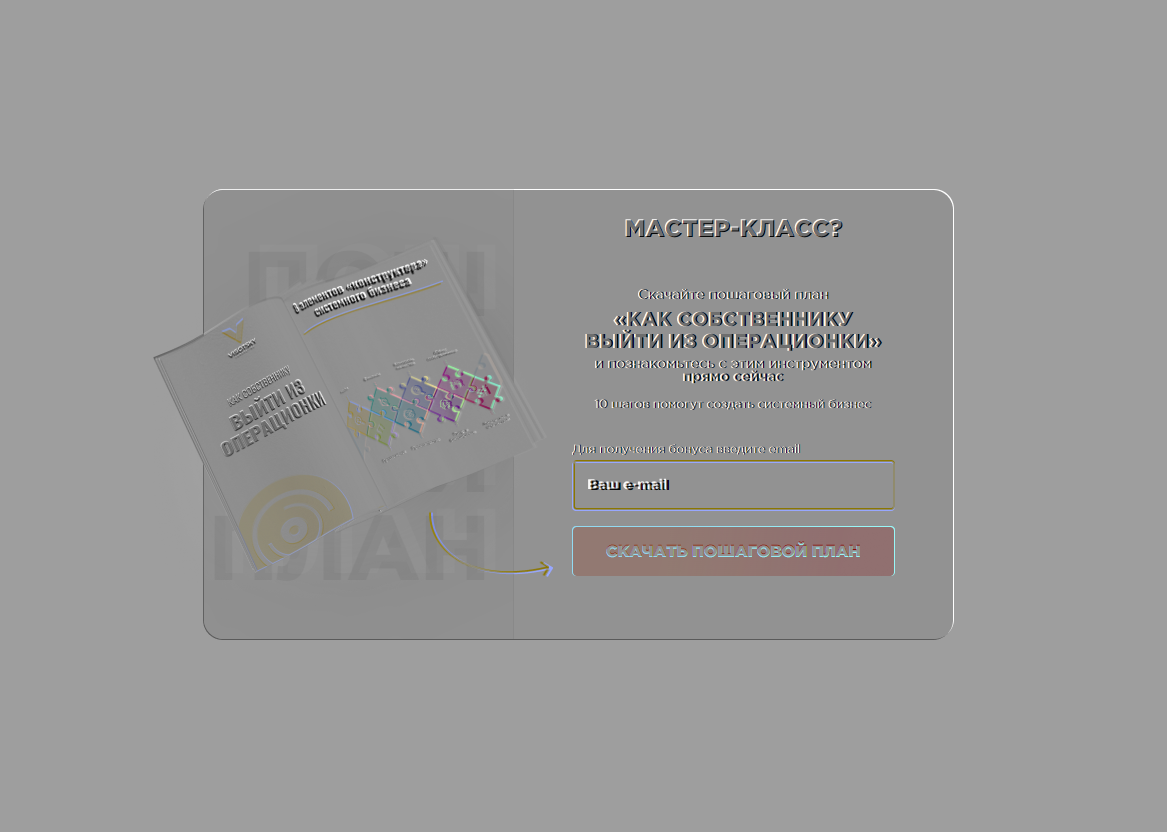 8 элементов «Конструктора»
системного бизнеса
VISOTSKY
КАК СОБСТВЕННИКУ
ВЫЙТИ ИЗ
ОПЕРАЦИОНКИ
ПЛАН
МАСТЕР-КЛАСС?
Скачайте пошаговый план
«КАК СОБСТВЕННИКУ
ВЫЙТИ ИЗ ОПЕРАЦИОНКИ»
и познакомьтесь с этим инструментом
прямо сейчас
10 шагов помогут создать системный бизнес
Для получения бонуса введите email
Ваш e-mail
СКАЧАТЬ ПОШАГОВОЙ ПЛАН